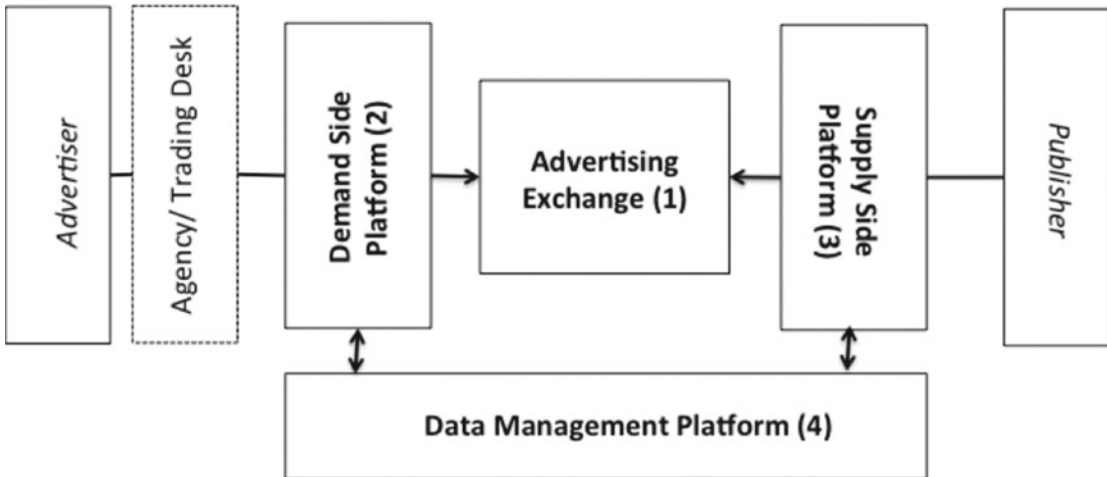 Advertiser
Agency/ Trading Desk
Demand Side
Platform (2)
Advertising
Exchange (1)
Supply Side
Platform (3)
Publisher
Data Management Platform (4)